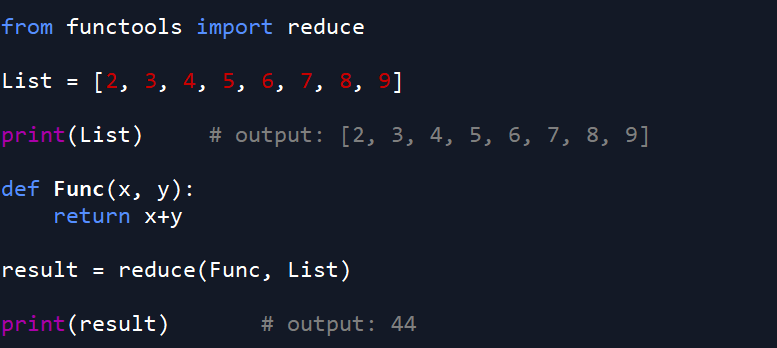 from functools import reduce
List = [2, 3, 4, 5, 6, 7, 8, 9]
print(List)     # output: [2, 3, 4, 5, 6, 7, 8, 9]
def Func(x, y):
    return x+y
result = reduce(Func, List)
print(result)       # output: 44